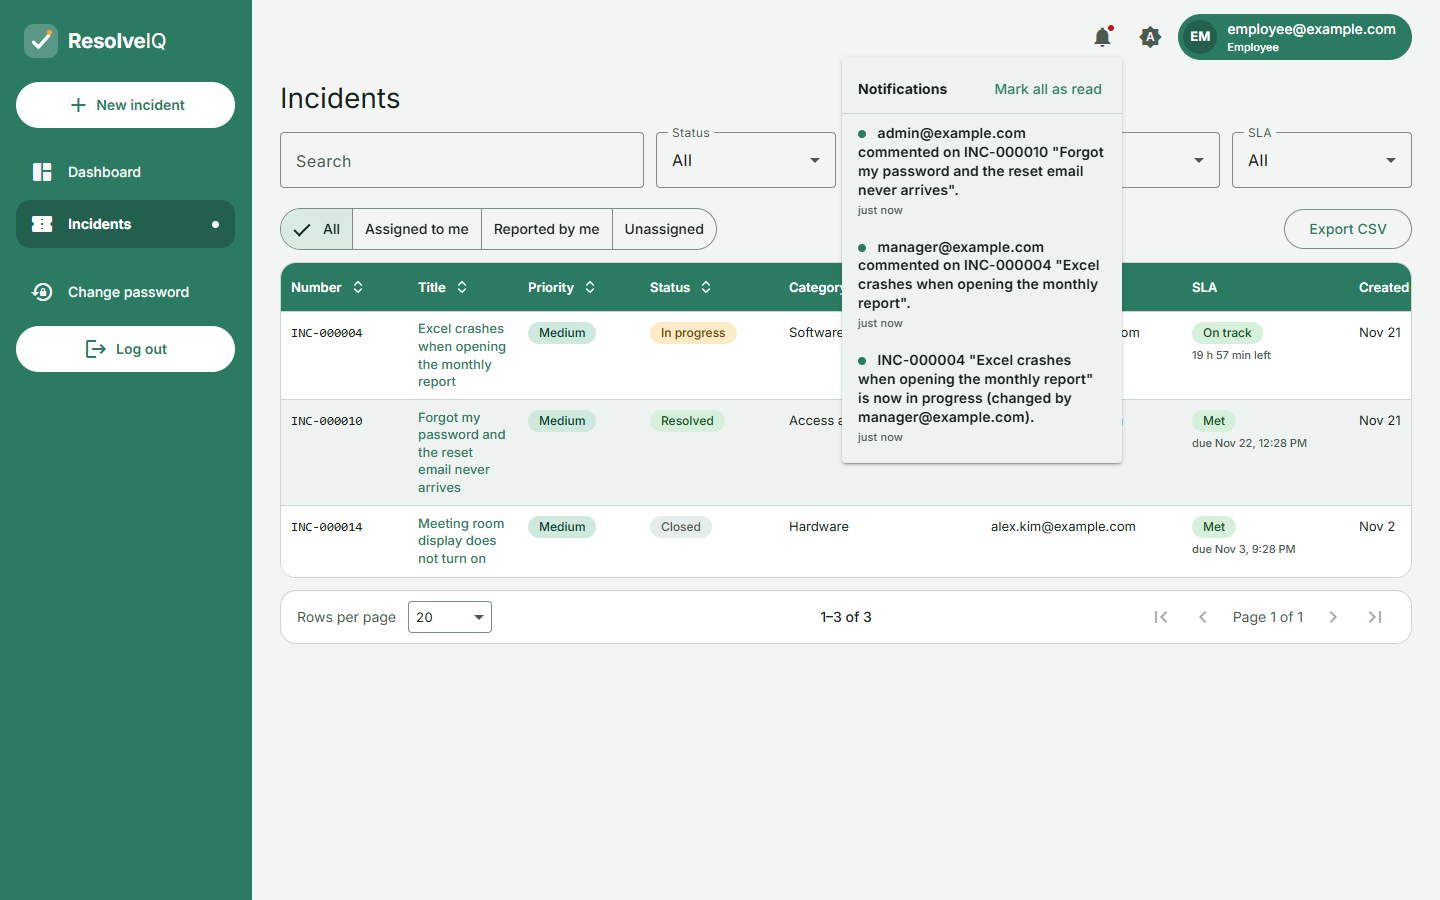 ResolveIQ
New incident
Dashboard
Incidents
Change password
Log out
A
EM
employee@example.com
Employee
Incidents
Search
Status
All
SLA
All
Notifications
Mark all as read
admin@example.com
commented on INC-000010 "Forgot
my password and the reset email
never arrives".
just now
manager@example.com
commented on INC-000004 "Excel
crashes when opening the monthly
report".
just now
INC-000004 "Excel crashes
when opening the monthly report"
is now in progress (changed by
manager@example.com).
just now
All
Assigned to me
Reported by me
Unassigned
Export CSV
Number
Title
Priority
Status
Category
SLA
Created
INC-000004
Excel crashes
when opening
the monthly
report
Medium
In progress
Software
om
On track
19 h 57 min left
Nov 21
INC-000010
Forgot my
password and
the reset
email never
arrives
Medium
Resolved
Access
Met
due Nov 22, 12:28 PM
Nov 21
INC-000014
Meeting room
display does
not turn on
Medium
Closed
Hardware
alex.kim@example.com
Met
due Nov 3, 9:28 PM
Nov 2
Rows per page
20
1–3 of 3
Page 1 of 1